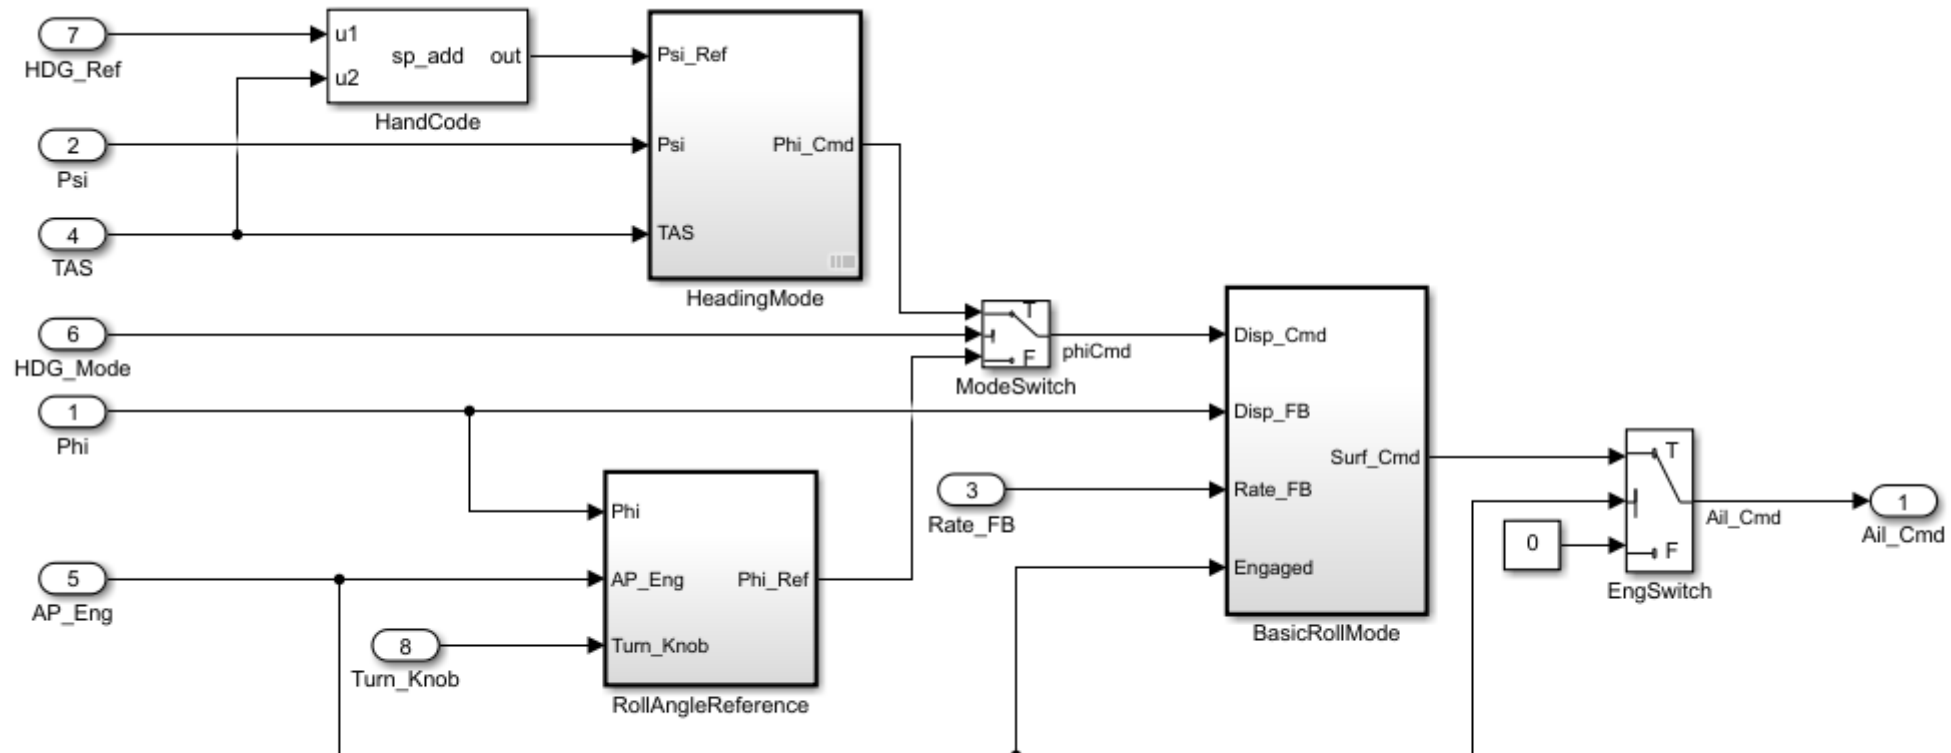 7
HDG_Ref
u1
u2
sp_add
out
HandCode
2
Psi
4
TAS
Psi_Ref
Psi
TAS
Phi_Cmd
HeadingMode
6
HDG_Mode
T
F
ModeSwitch
phiCmd
1
Phi
5
AP_Eng
8
Turn_Knob
Phi
AP_Eng
Turn_Knob
Phi_Ref
RollAngleReference
3
Rate_FB
Disp_Cmd
Disp_FB
Rate_FB
Engaged
Surf_Cmd
BasicRollMode
0
T
F
EngSwitch
Ail_Cmd
1
Ail_Cmd